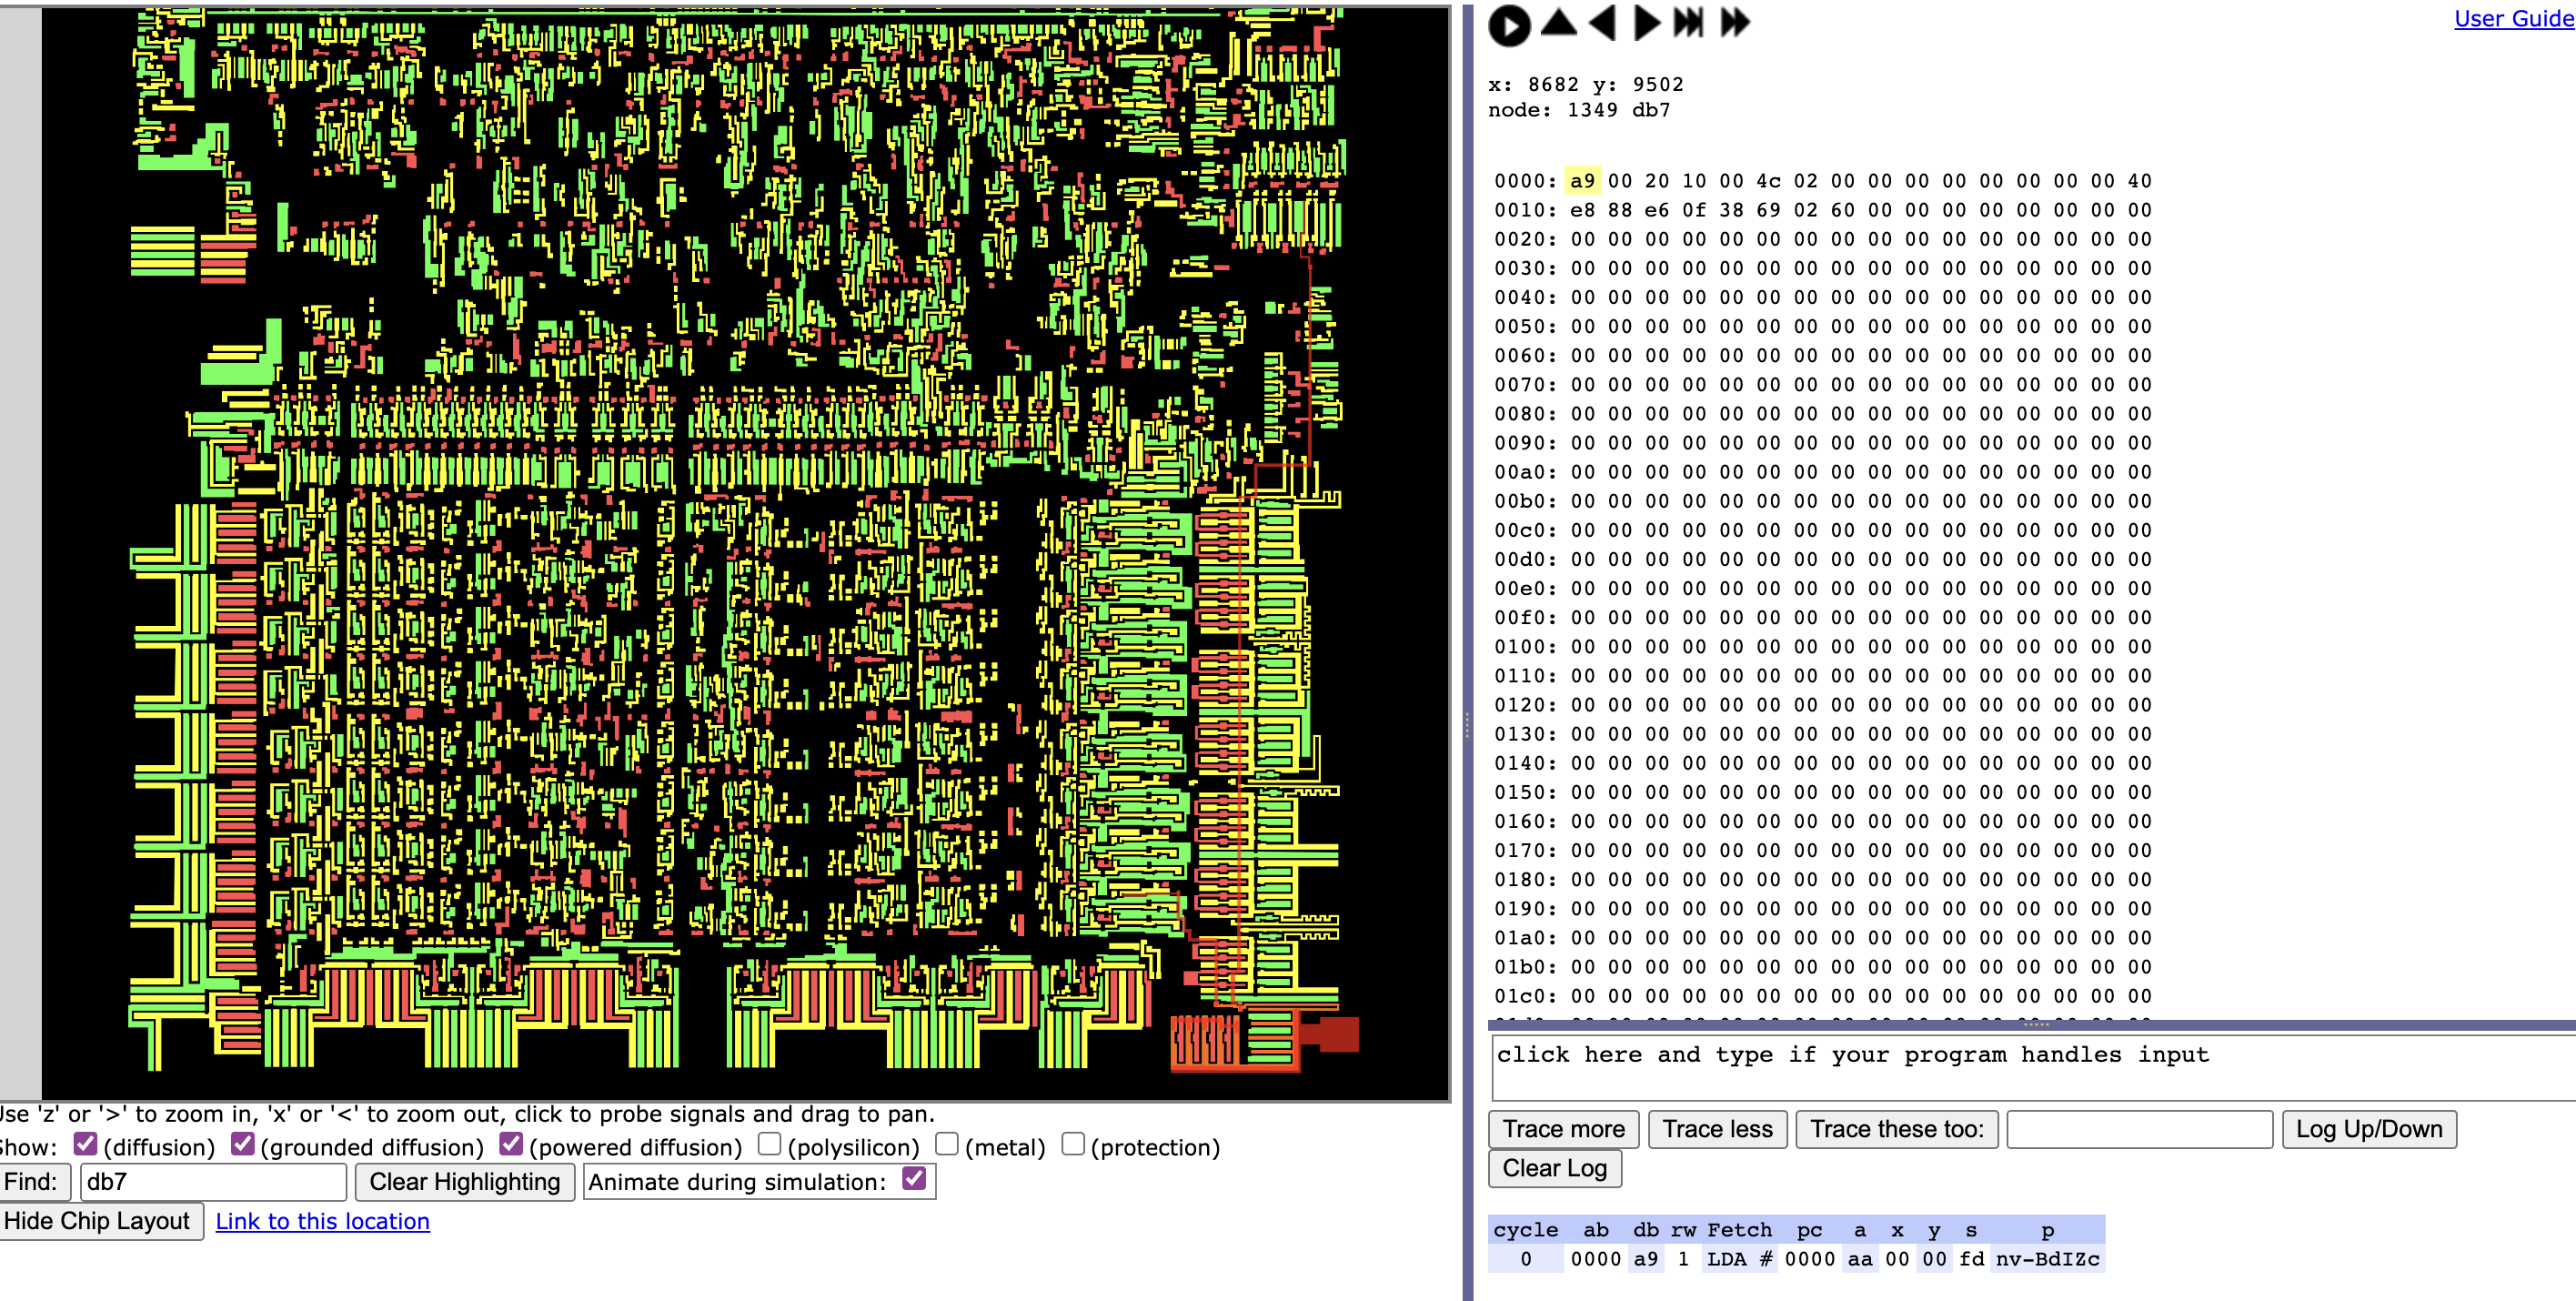 User Guide
x: 8682 y: 9502
node: 1349 db7
0000: a9 00 20 10 00 4c 02 00 00 00 00 00 00 00 00 40
0010: e8 88 e6 0f 38 69 02 60 00 00 00 00 00 00 00 00
0020: 00 00 00 00 00 00 00 00 00 00 00 00 00 00 00 00
0030: 00 00 00 00 00 00 00 00 00 00 00 00 00 00 00 00
0040: 00 00 00 00 00 00 00 00 00 00 00 00 00 00 00 00
0050: 00 00 00 00 00 00 00 00 00 00 00 00 00 00 00 00
0060: 00 00 00 00 00 00 00 00 00 00 00 00 00 00 00 00
0070: 00 00 00 00 00 00 00 00 00 00 00 00 00 00 00 00
0080: 00 00 00 00 00 00 00 00 00 00 00 00 00 00 00 00
0090: 00 00 00 00 00 00 00 00 00 00 00 00 00 00 00 00
00a0: 00 00 00 00 00 00 00 00 00 00 00 00 00 00 00 00
00b0: 00 00 00 00 00 00 00 00 00 00 00 00 00 00 00 00
00c0: 00 00 00 00 00 00 00 00 00 00 00 00 00 00 00 00
00d0: 00 00 00 00 00 00 00 00 00 00 00 00 00 00 00 00
00e0: 00 00 00 00 00 00 00 00 00 00 00 00 00 00 00 00
00f0: 00 00 00 00 00 00 00 00 00 00 00 00 00 00 00 00
0100: 00 00 00 00 00 00 00 00 00 00 00 00 00 00 00 00
0110: 00 00 00 00 00 00 00 00 00 00 00 00 00 00 00 00
0120: 00 00 00 00 00 00 00 00 00 00 00 00 00 00 00 00
0130: 00 00 00 00 00 00 00 00 00 00 00 00 00 00 00 00
0140: 00 00 00 00 00 00 00 00 00 00 00 00 00 00 00 00
0150: 00 00 00 00 00 00 00 00 00 00 00 00 00 00 00 00
0160: 00 00 00 00 00 00 00 00 00 00 00 00 00 00 00 00
0170: 00 00 00 00 00 00 00 00 00 00 00 00 00 00 00 00
0180: 00 00 00 00 00 00 00 00 00 00 00 00 00 00 00 00
0190: 00 00 00 00 00 00 00 00 00 00 00 00 00 00 00 00
01a0: 00 00 00 00 00 00 00 00 00 00 00 00 00 00 00 00
01b0: 00 00 00 00 00 00 00 00 00 00 00 00 00 00 00 00
01c0: 00 00 00 00 00 00 00 00 00 00 00 00 00 00 00 00
click here and type if your program handles input
Trace more Trace less Trace these too: Log Up/Down
Clear Log
cycle ab db rw Fetch pc a x y s p
0 0000 a9 1 LDA # 0000 aa 00 00 fd nv-BdIZc
Use 'z' or '>' to zoom in, 'x' or '<' to zoom out, click to probe signals and drag to pan.
Show: (diffusion) (grounded diffusion) (powered diffusion) (polysilicon) (metal) (protection)
Find: db7 Clear Highlighting Animate during simulation:
Hide Chip Layout Link to this location